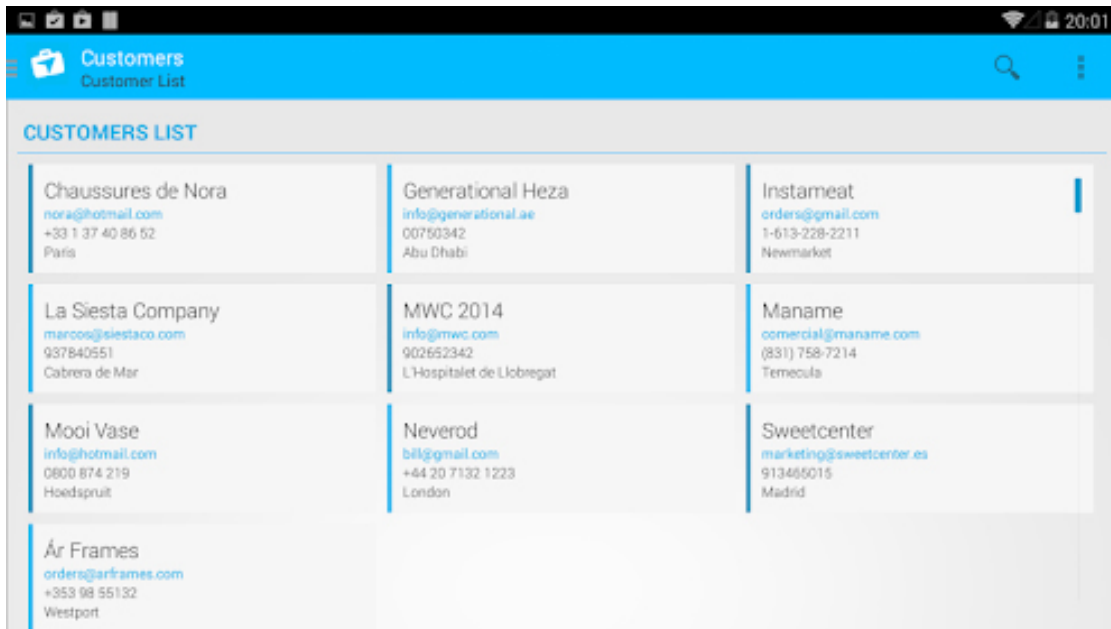 20:01
Customers
Customer List
CUSTOMERS LIST
Chaussures de Nora
nora@hotmail.com
+33 1 37 40 86 52
Paris
Generational Heza
info@generational.ae
00750342
Abu Dhabi
Instameat
orders@gmail.com
1-613-228-2211
Newmarket
La Siesta Company
marcos@siestaco.com
937840551
Cabrera de Mar
MWC 2014
info@mwc.com
902652342
L'Hospitalet de Llobregat
Maname
comercial@maname.com
(831) 758-7214
Temecula
Mooi Vase
info@hotmail.com
0800 874 219
Hoedspruit
Neverod
bill@gmail.com
+44 20 7132 1223
London
Sweetcenter
marketing@sweetcenter.es
913465015
Madrid
Ár Frames
orders@arframes.com
+353 98 55132
Westport